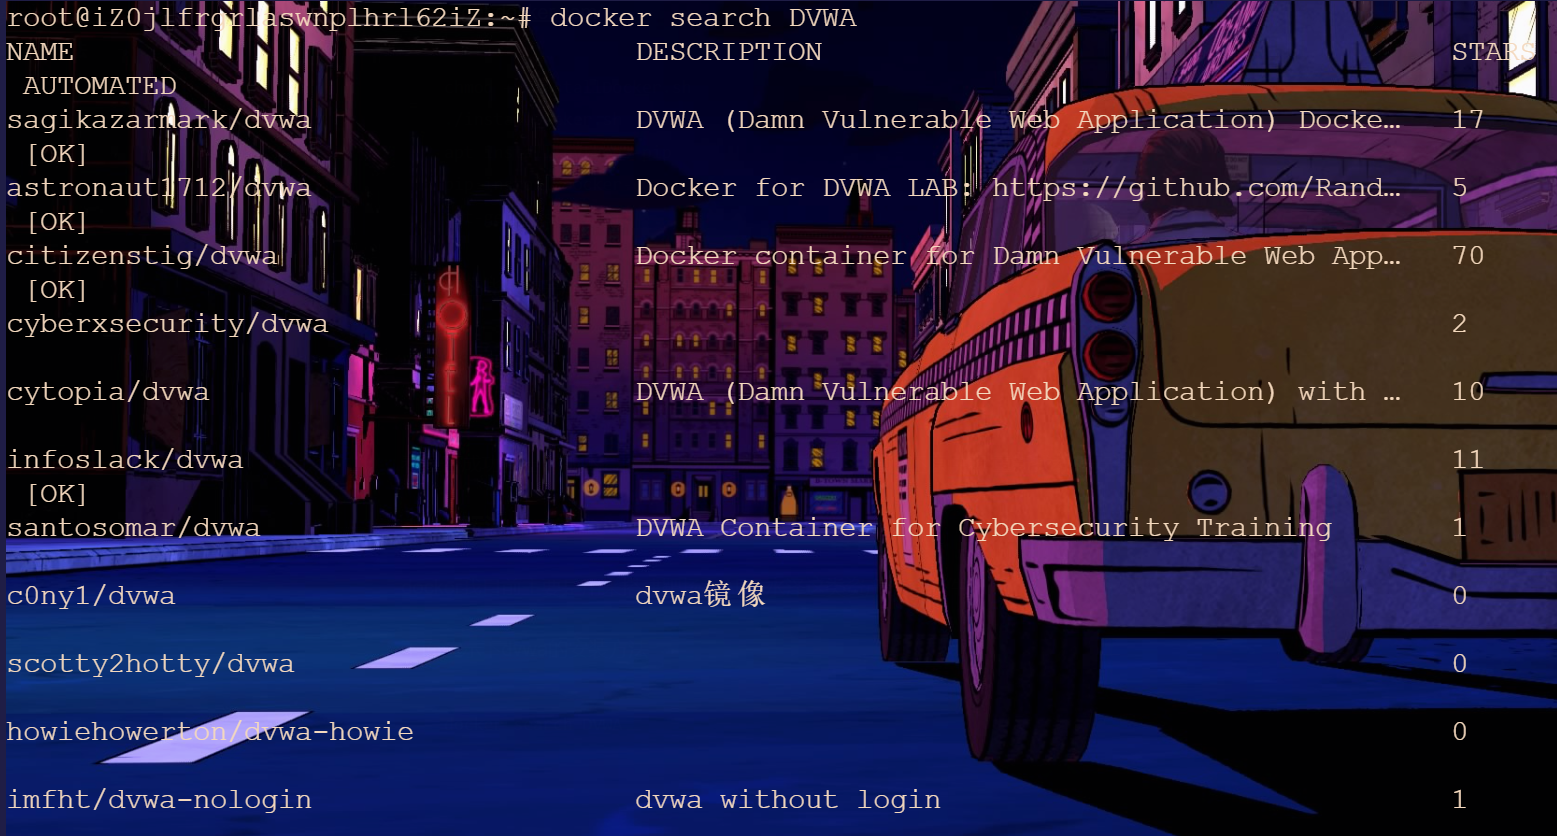 root@iZ0jlfrgrlaswnplhrl62iZ:~# docker search DVWA
NAME DESCRIPTION STARS
AUTOMATED
sagikazarmark/dvwa DVWA (Damn Vulnerable Web Application) Docke… 17
[OK]
astronaut1712/dvwa Docker for DVWA LAB: https://github.com/Rand… 5
[OK]
citizenstig/dvwa Docker container for Damn Vulnerable Web App… 70
[OK]
cyberxsecurity/dvwa 2
cytopia/dvwa DVWA (Damn Vulnerable Web Application) with … 10
infoslack/dvwa 11
[OK]
santosomar/dvwa DVWA Container for Cybersecurity Training 1
c0ny1/dvwa dvwa镜像 0
scotty2hotty/dvwa 0
howiehowerton/dvwa-howie 0
imfht/dvwa-nologin dvwa without login 1
HOTEL